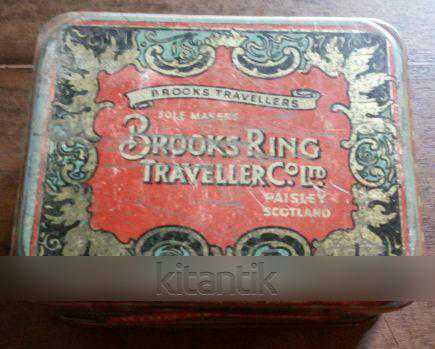 BROOKS TRAVELLERS
SOLE MAKERS
BROOKS RING
TRAVELLER Co LTD
PAISLEY
SCOTLAND
kitantik